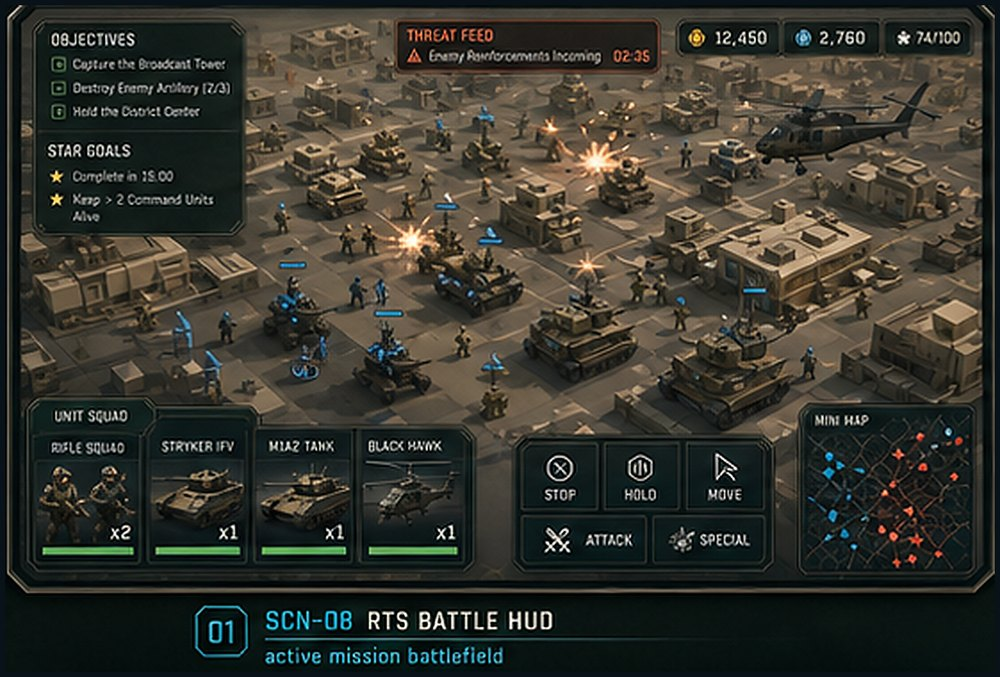 OBJECTIVES
Capture the Broadcast Tower
Destroy Enemy Artillery (2/3)
Hold the District Center
STAR GOALS
Complete in 15:00
Keep > 2 Command Units
Alive
THREAT FEED
Enemy Reinforcements Incoming 02:35
12,450
2,760
74/100
UNIT SQUAD
RIFLE SQUAD
x2
STRYKER IFV
x1
M1A2 TANK
x1
BLACK HAWK
x1
STOP
HOLD
MOVE
ATTACK
SPECIAL
MINI MAP
01
SCN-08 RTS BATTLE HUD
active mission battlefield